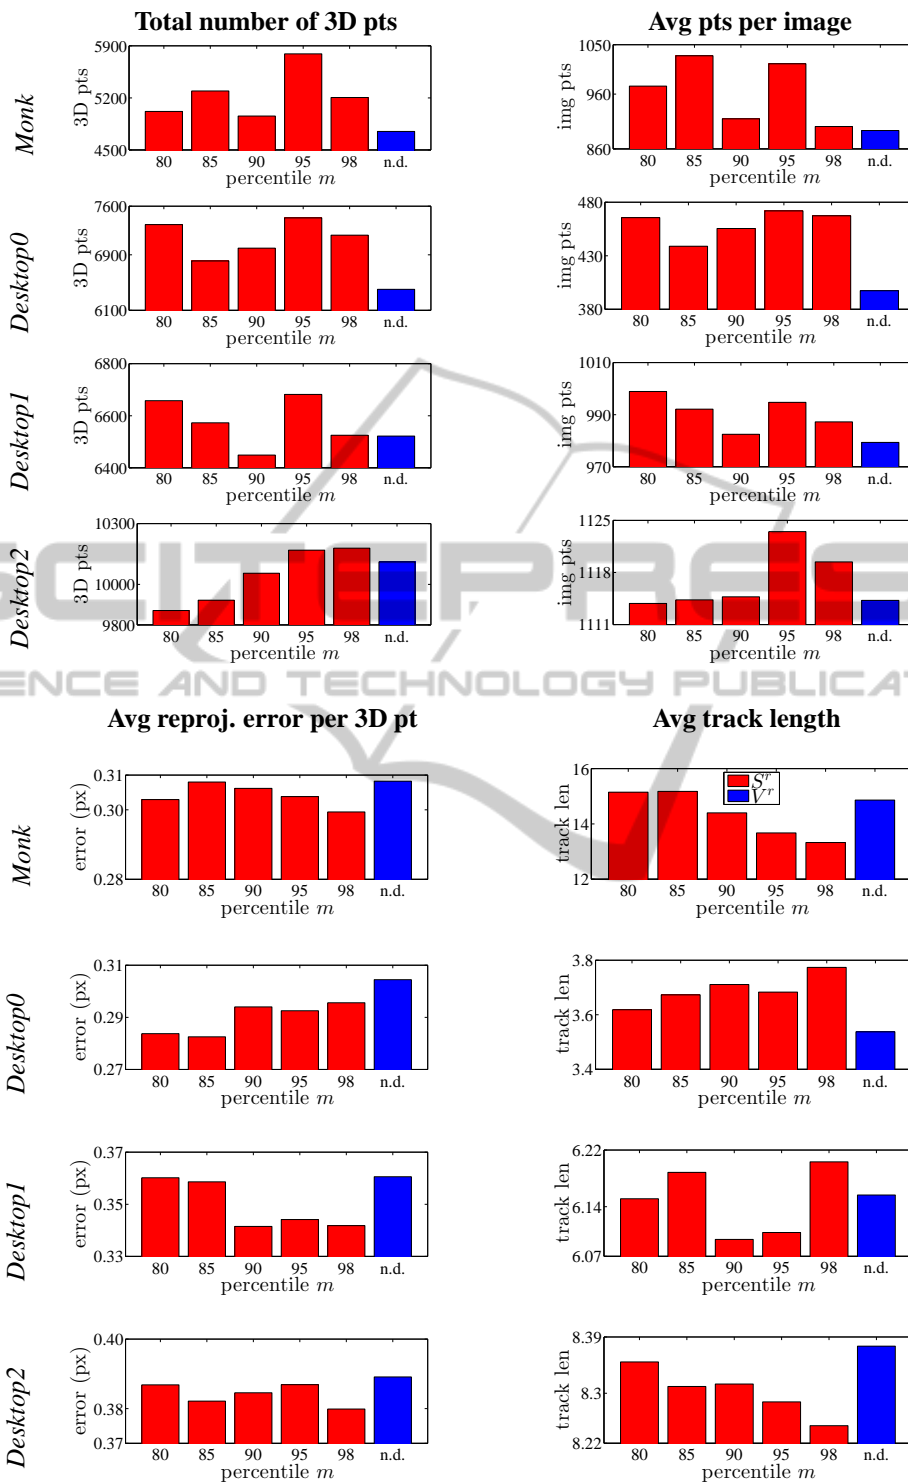 Total number of 3D pts
Avg pts per image
Monk
3D pts
5900
5200
4500
80 85 90 95 98 n.d.
percentile m
img pts
1050
960
860
80 85 90 95 98 n.d.
percentile m
Desktop0
3D pts
7600
6900
6100
80 85 90 95 98 n.d.
percentile m
img pts
480
430
380
80 85 90 95 98 n.d.
percentile m
Desktop1
3D pts
6800
6600
6400
80 85 90 95 98 n.d.
percentile m
img pts
1010
990
970
80 85 90 95 98 n.d.
percentile m
Desktop2
3D pts
10300
10000
9800
80 85 90 95 98 n.d.
percentile m
img pts
1125
1118
1111
80 85 90 95 98 n.d.
percentile m
SCITEPRES
ENCE AND TECHNOLOGY PUBLICAT
Avg reproj. error per 3D pt
Avg track length
Monk
error (px)
0.31
0.30
0.28
80 85 90 95 98 n.d.
percentile m
track len
16
14
12
S^r
V^r
80 85 90 95 98 n.d.
percentile m
Desktop0
error (px)
0.31
0.29
0.27
80 85 90 95 98 n.d.
percentile m
track len
3.8
3.6
3.4
80 85 90 95 98 n.d.
percentile m
Desktop1
error (px)
0.37
0.35
0.33
80 85 90 95 98 n.d.
percentile m
track len
6.22
6.14
6.07
80 85 90 95 98 n.d.
percentile m
Desktop2
error (px)
0.40
0.38
0.37
80 85 90 95 98 n.d.
percentile m
track len
8.39
8.3
8.22
80 85 90 95 98 n.d.
percentile m